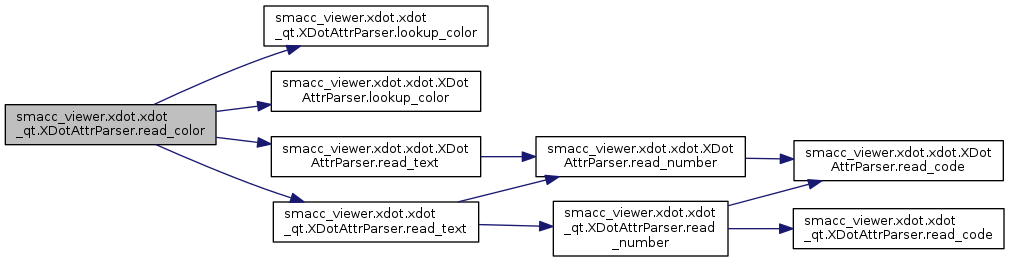 smacc_viewer.xdot.xdot
_qt.XDotAttrParser.lookup_color
smacc_viewer.xdot.xdot.XDot
AttrParser.lookup_color
smacc_viewer.xdot.xdot
_qt.XDotAttrParser.read_color
smacc_viewer.xdot.xdot.XDot
AttrParser.read_text
smacc_viewer.xdot.xdot.XDot
AttrParser.read_number
smacc_viewer.xdot.xdot.XDot
AttrParser.read_code
smacc_viewer.xdot.xdot
_qt.XDotAttrParser.read_text
smacc_viewer.xdot.xdot
_qt.XDotAttrParser.read
_number
smacc_viewer.xdot.xdot
_qt.XDotAttrParser.read_code